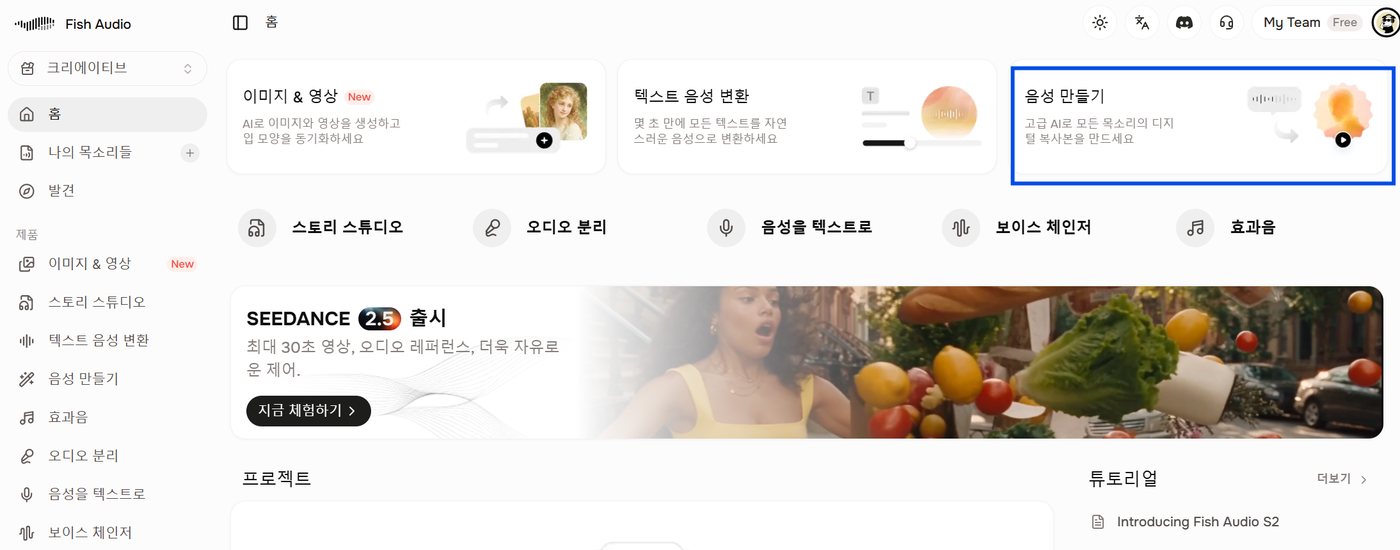 Fish Audio
홈
My Team Free
크리에이티브
홈
나의 목소리들
발견
제품
이미지 & 영상 New
스토리 스튜디오
텍스트 음성 변환
음성 만들기
효과음
오디오 분리
음성을 텍스트로
보이스 체인저
이미지 & 영상 New
AI로 이미지와 영상을 생성하고
입 모양을 동기화하세요
텍스트 음성 변환
몇 초 만에 모든 텍스트를 자연
스러운 음성으로 변환하세요
T
음성 만들기
고급 AI로 모든 목소리의 디지
털 복사본을 만드세요
스토리 스튜디오
오디오 분리
음성을 텍스트로
보이스 체인저
효과음
SEEDANCE 2.5 출시
최대 30초 영상, 오디오 레퍼런스, 더욱 자유로
운 제어.
지금 체험하기
프로젝트
튜토리얼
더보기
Introducing Fish Audio S2